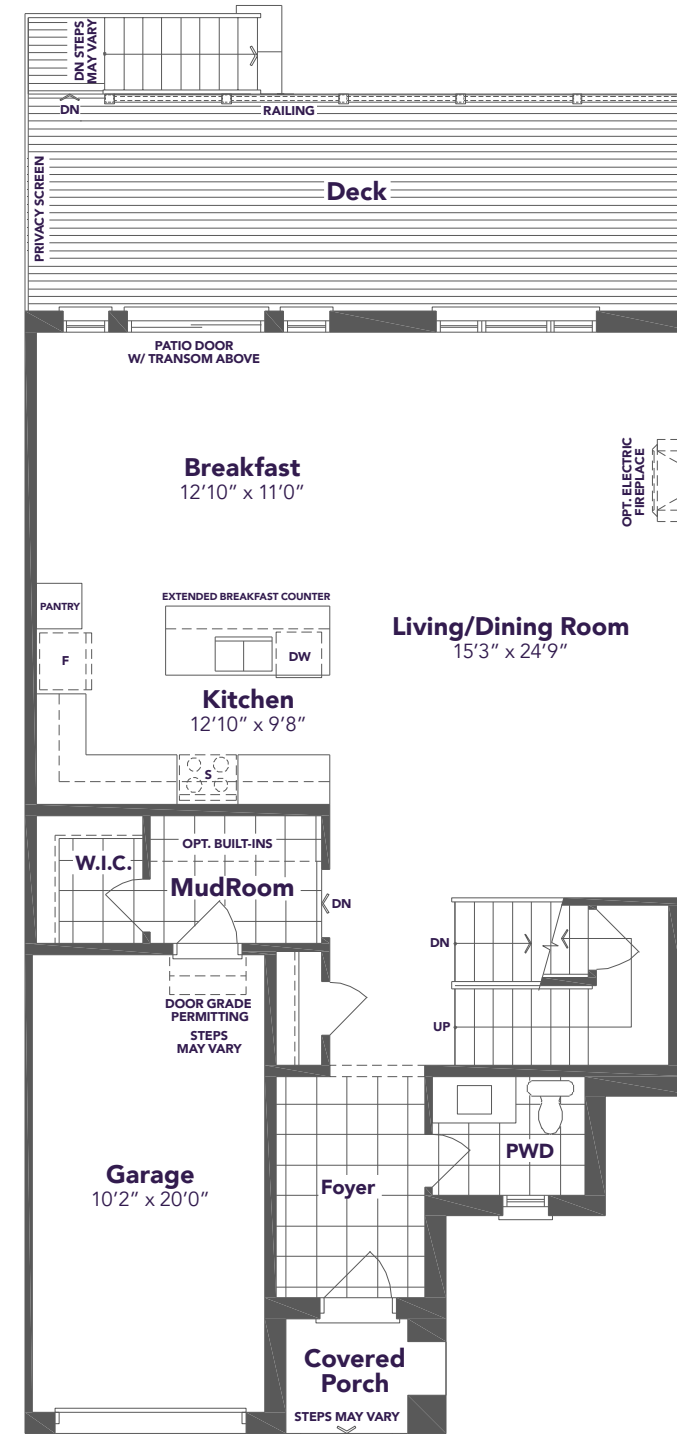 DN STEPS
MAY VARY
DN
RAILING
PRIVACY SCREEN
Deck
PATIO DOOR
W/ TRANSOM ABOVE
Breakfast
12'10" x 11'0"
OPT. ELECTRIC
FIREPLACE
PANTRY
EXTENDED BREAKFAST COUNTER
F
DW
Living/Dining Room
15'3" x 24'9"
Kitchen
12'10" x 9'8"
S
OPT. BUILT-INS
W.I.C.
MudRoom
DN
DN
DOOR GRADE
PERMITTING
STEPS
MAY VARY
UP
PWD
Garage
10'2" x 20'0"
Foyer
Covered
Porch
STEPS MAY VARY